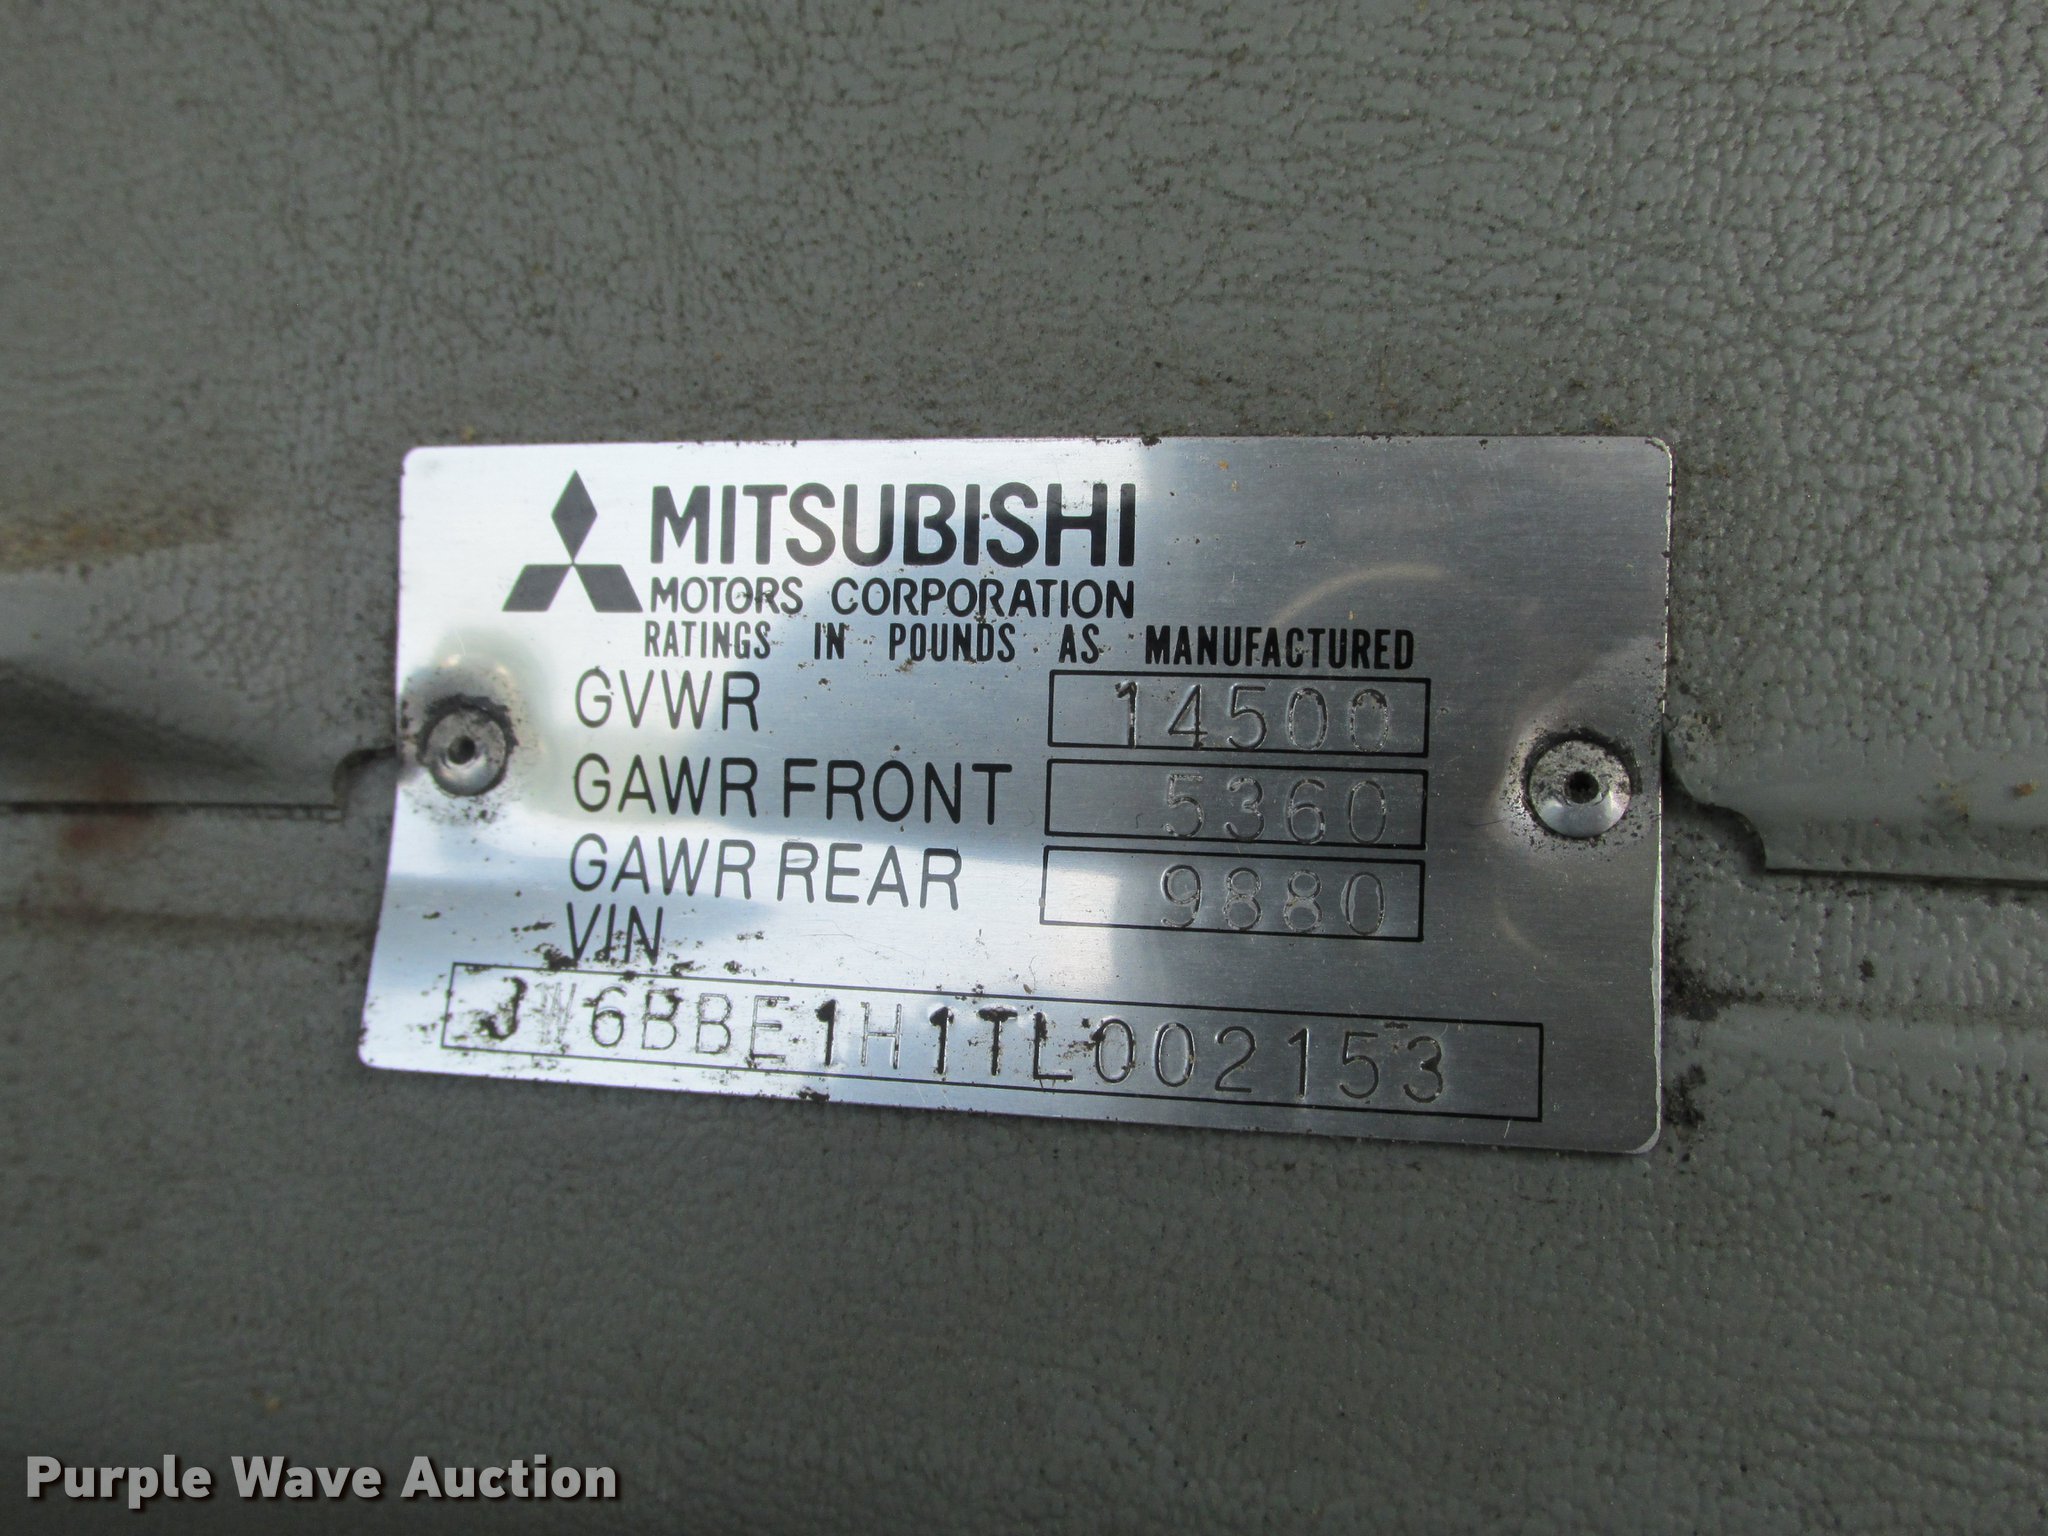 MITSUBISHI
MOTORS CORPORATION
RATINGS IN POUNDS AS MANUFACTURED
GVWR 14500
GAWR FRONT 5360
GAWR REAR 9880
VIN
JW6BBE1H1TL002153
Purple Wave Auction